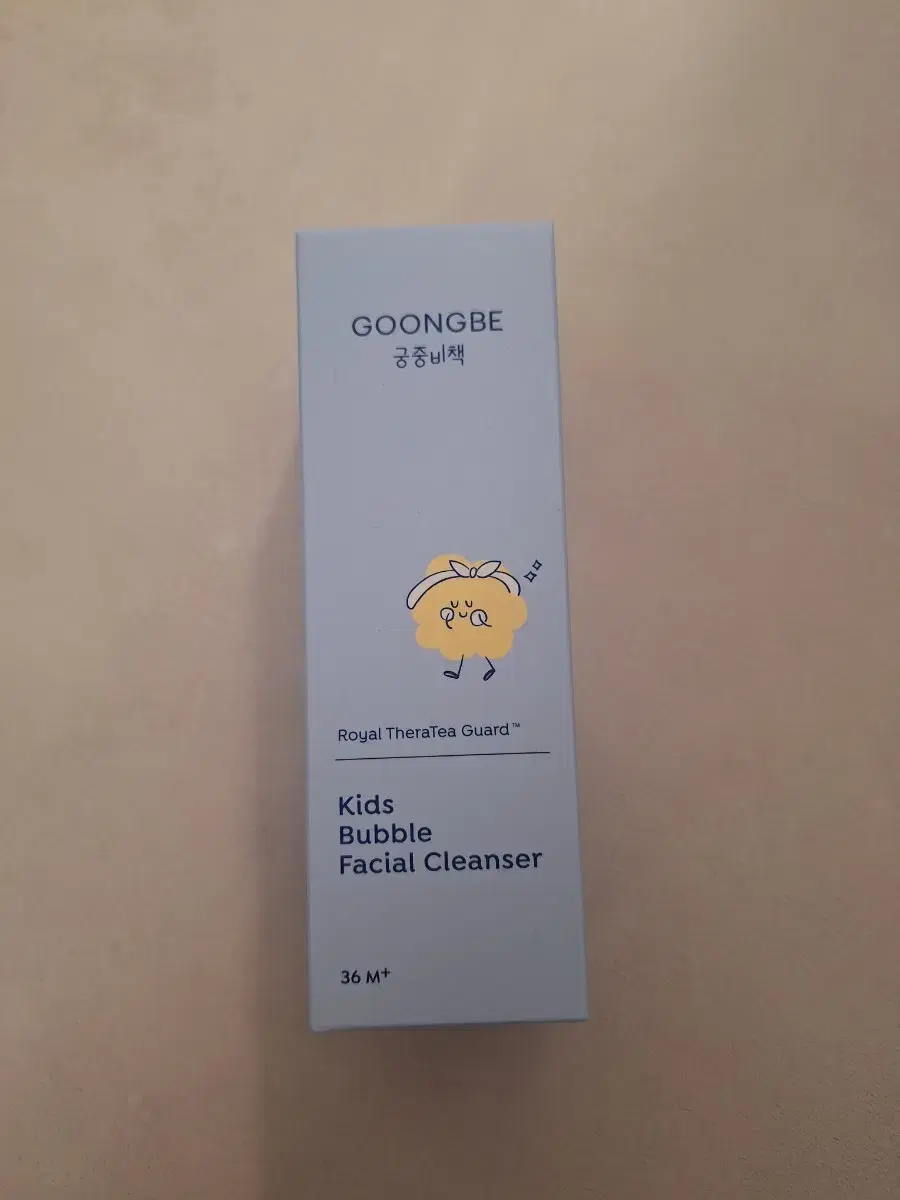 GOONGBE
궁중비책
Royal TheraTea Guard™
Kids
Bubble
Facial Cleanser
36 M+